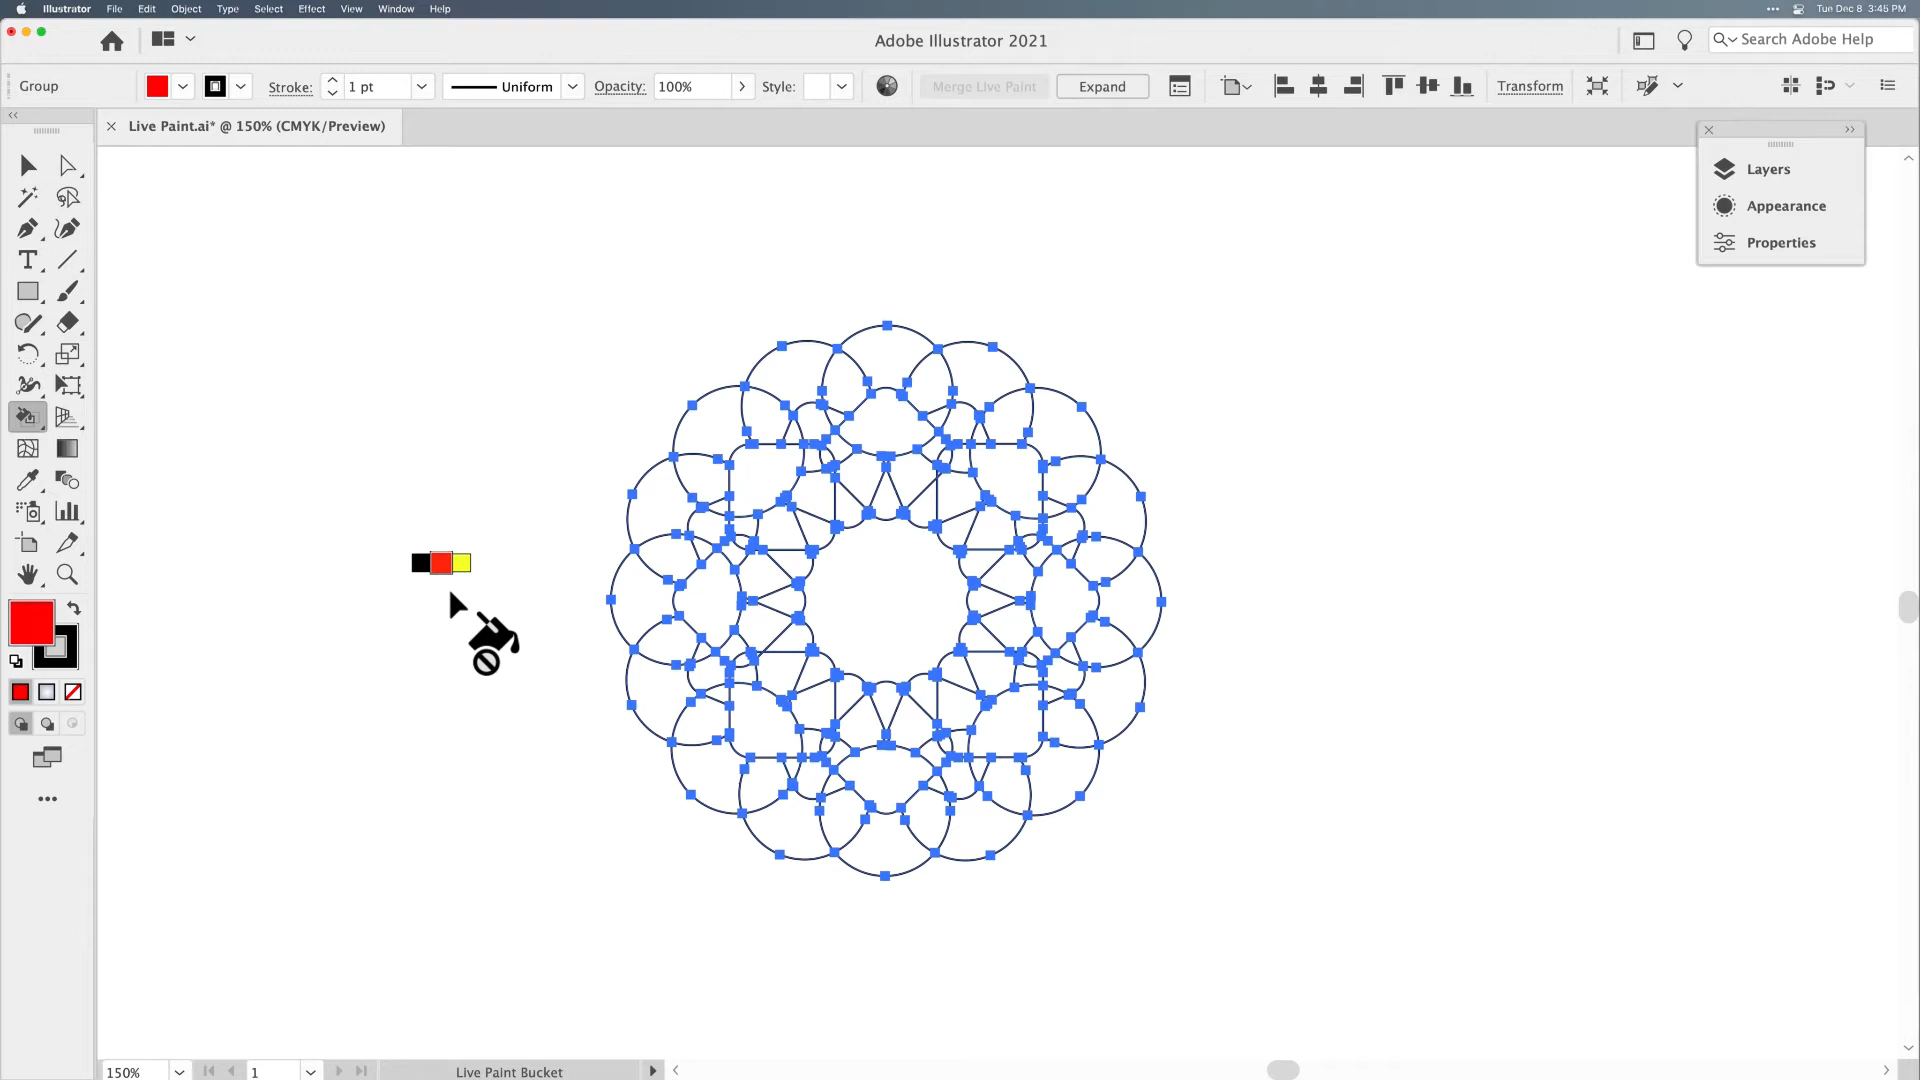 Illustrator File Edit Object Type Select Effect View Window Help
Tue Dec 8 3:45 PM
Adobe Illustrator 2021
Search Adobe Help
Group
Stroke: 1 pt
Uniform
Opacity: 100%
Style:
Merge Live Paint
Expand
Transform
Live Paint.ai* @ 150% (CMYK/Preview)
Layers
Appearance
Properties
150%
1
Live Paint Bucket